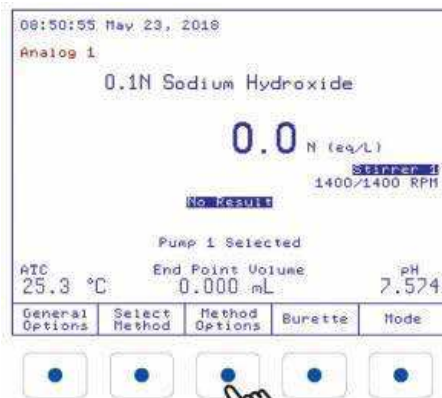 08:50:55 May 23, 2018
Analog 1
0.1N Sodium Hydroxide
0.0 N (eq/L)
Stirrer 1
1400/1400 RPM
No Result
Pump 1 Selected
ATC End Point Volume pH
25.3 °C 0.000 mL 7.574
General Options
Select Method
Method Options
Burette
Mode